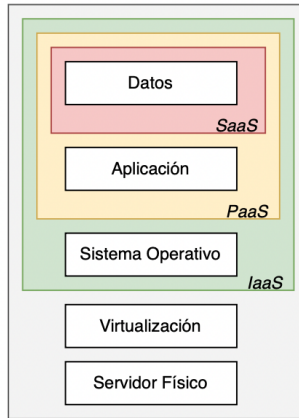 Datos
SaaS
Aplicación
PaaS
Sistema Operativo
IaaS
Virtualización
Servidor Físico